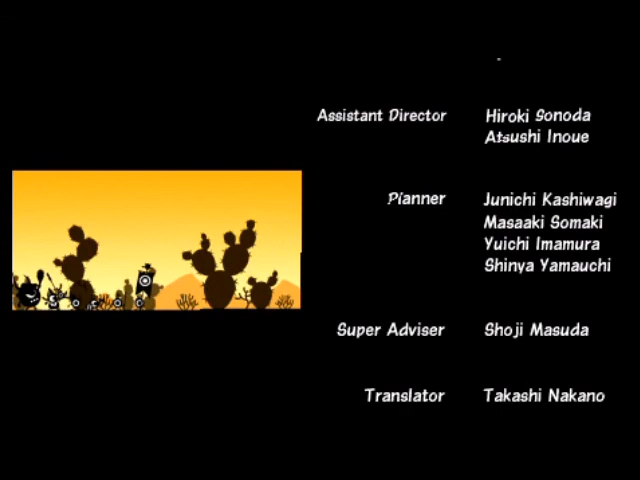 Assistant Director Hiroki Sonoda
Atsushi Inoue
Planner Junichi Kashiwagi
Masaaki Somaki
Yuichi Imamura
Shinya Yamauchi
Super Adviser Shoji Masuda
Translator Takashi Nakano